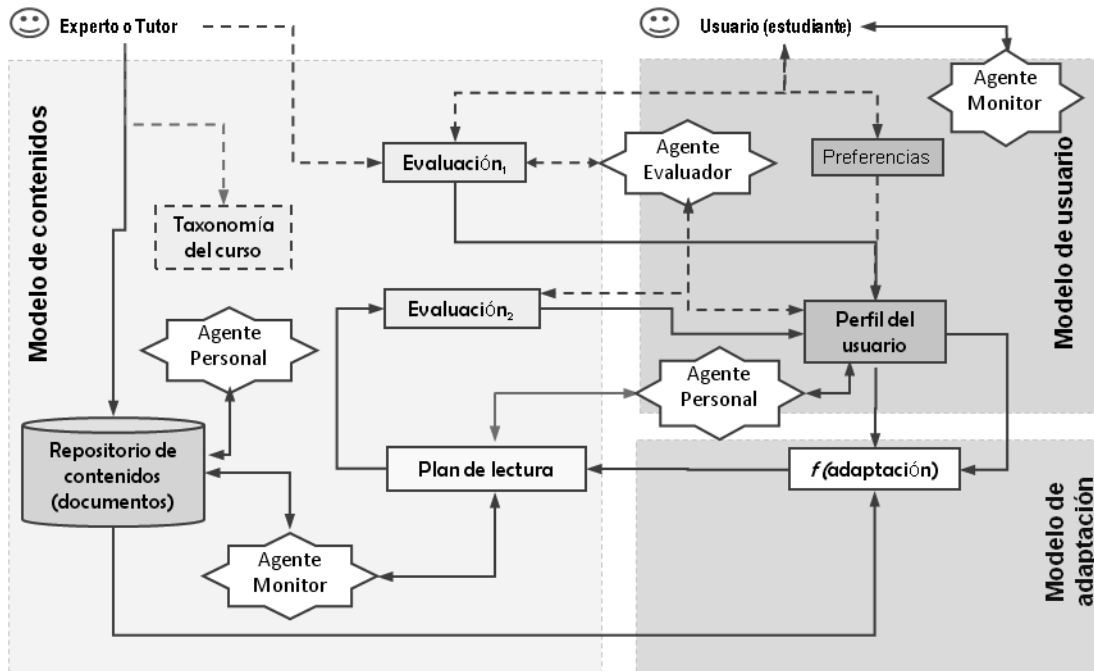 Experto o Tutor
Usuario (estudiante)
Agente
Monitor
Modelo de contenidos
Evaluación₁
Agente
Evaluador
Preferencias
Modelo de usuario
Taxonomía
del curso
Evaluación₂
Perfil del
usuario
Agente
Personal
Agente
Personal
Repositorio de
contenidos
(documentos)
Plan de lectura
f (adaptación)
Agente
Monitor
Modelo de
adaptación